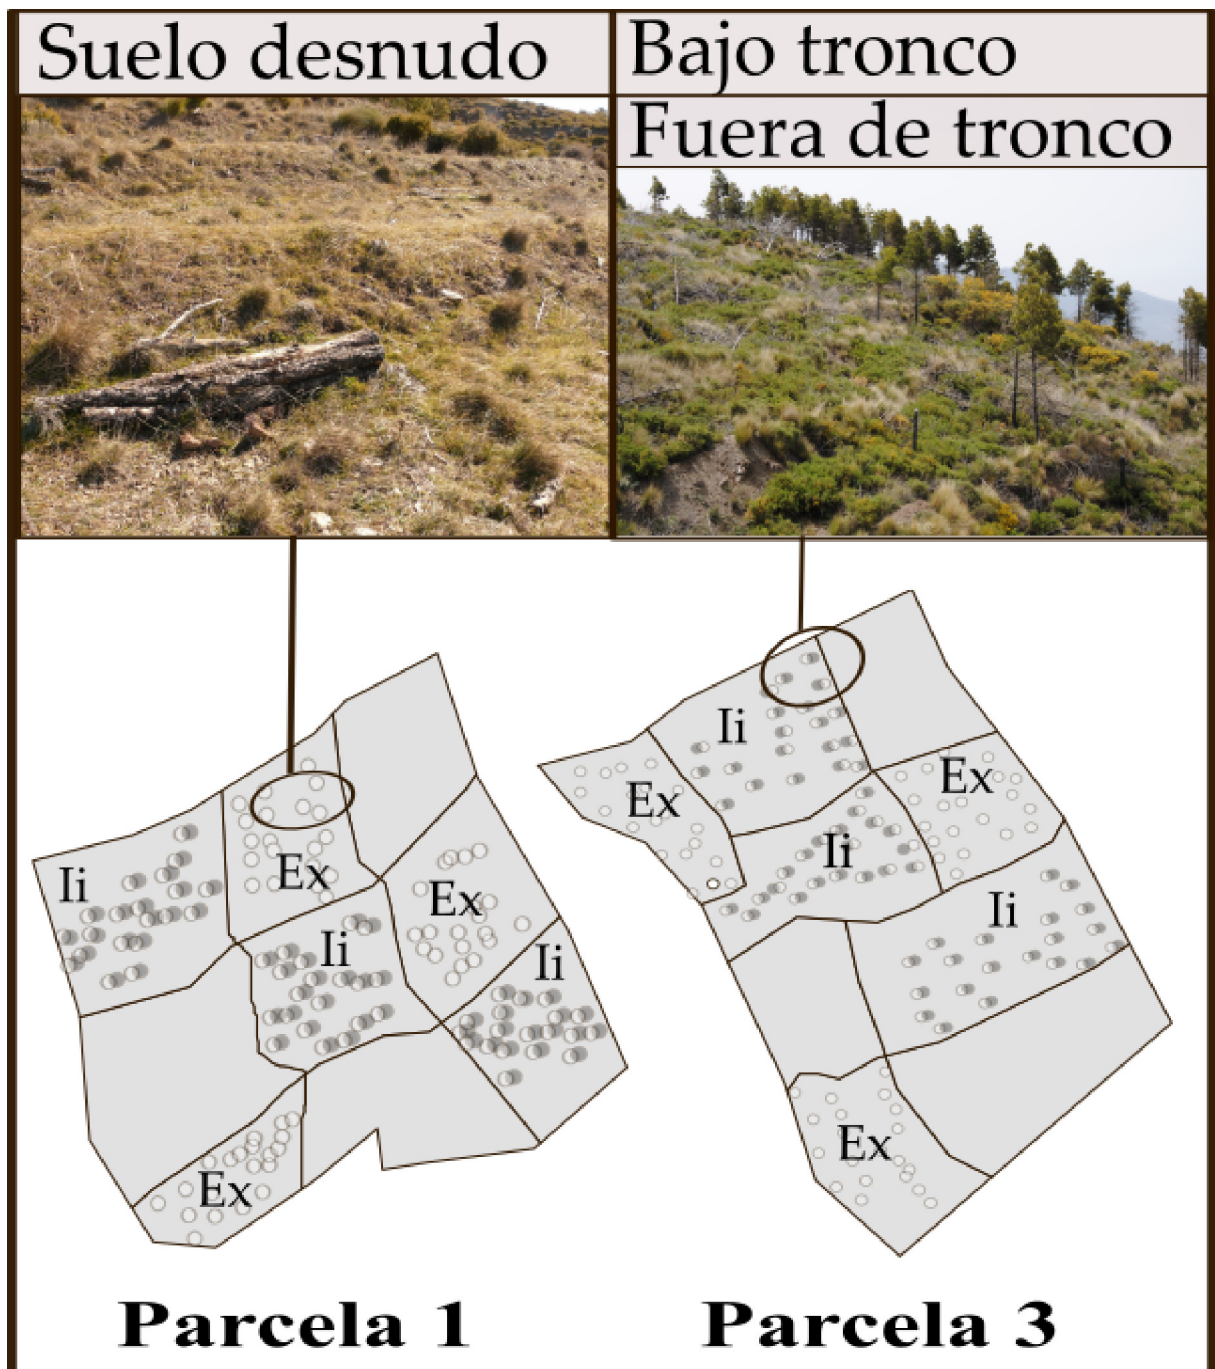 Suelo desnudo
Bajo tronco
Fuera de tronco
Ii
Ex
Ex
Ii
Ii
Ex
Ii
Ex
Ex
Ii
Ii
Ex
Parcela 1
Parcela 3